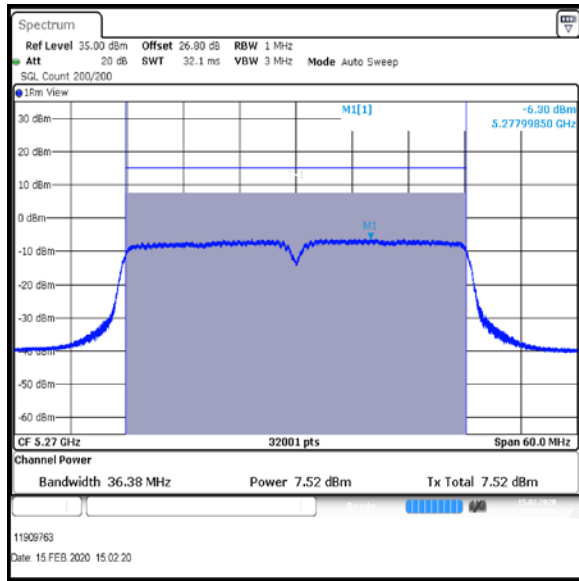 Spectrum
Ref Level 35.00 dBm Offset 26.80 dB RBW 1 MHz
Att 20 dB SWT 32.1 ms VBW 3 MHz Mode Auto Sweep
SGL Count 200/200
1Rm View
M1[1] -6.30 dBm
5.27799850 GHz
30 dBm
20 dBm
10 dBm
0 dBm
M1
-10 dBm
-20 dBm
-30 dBm
-50 dBm
-60 dBm
CF 5.27 GHz 32001 pts Span 60.0 MHz
Channel Power
Bandwidth 36.38 MHz Power 7.52 dBm Tx Total 7.52 dBm
Ready
11909763
Date: 15.FEB.2020 15:02:20